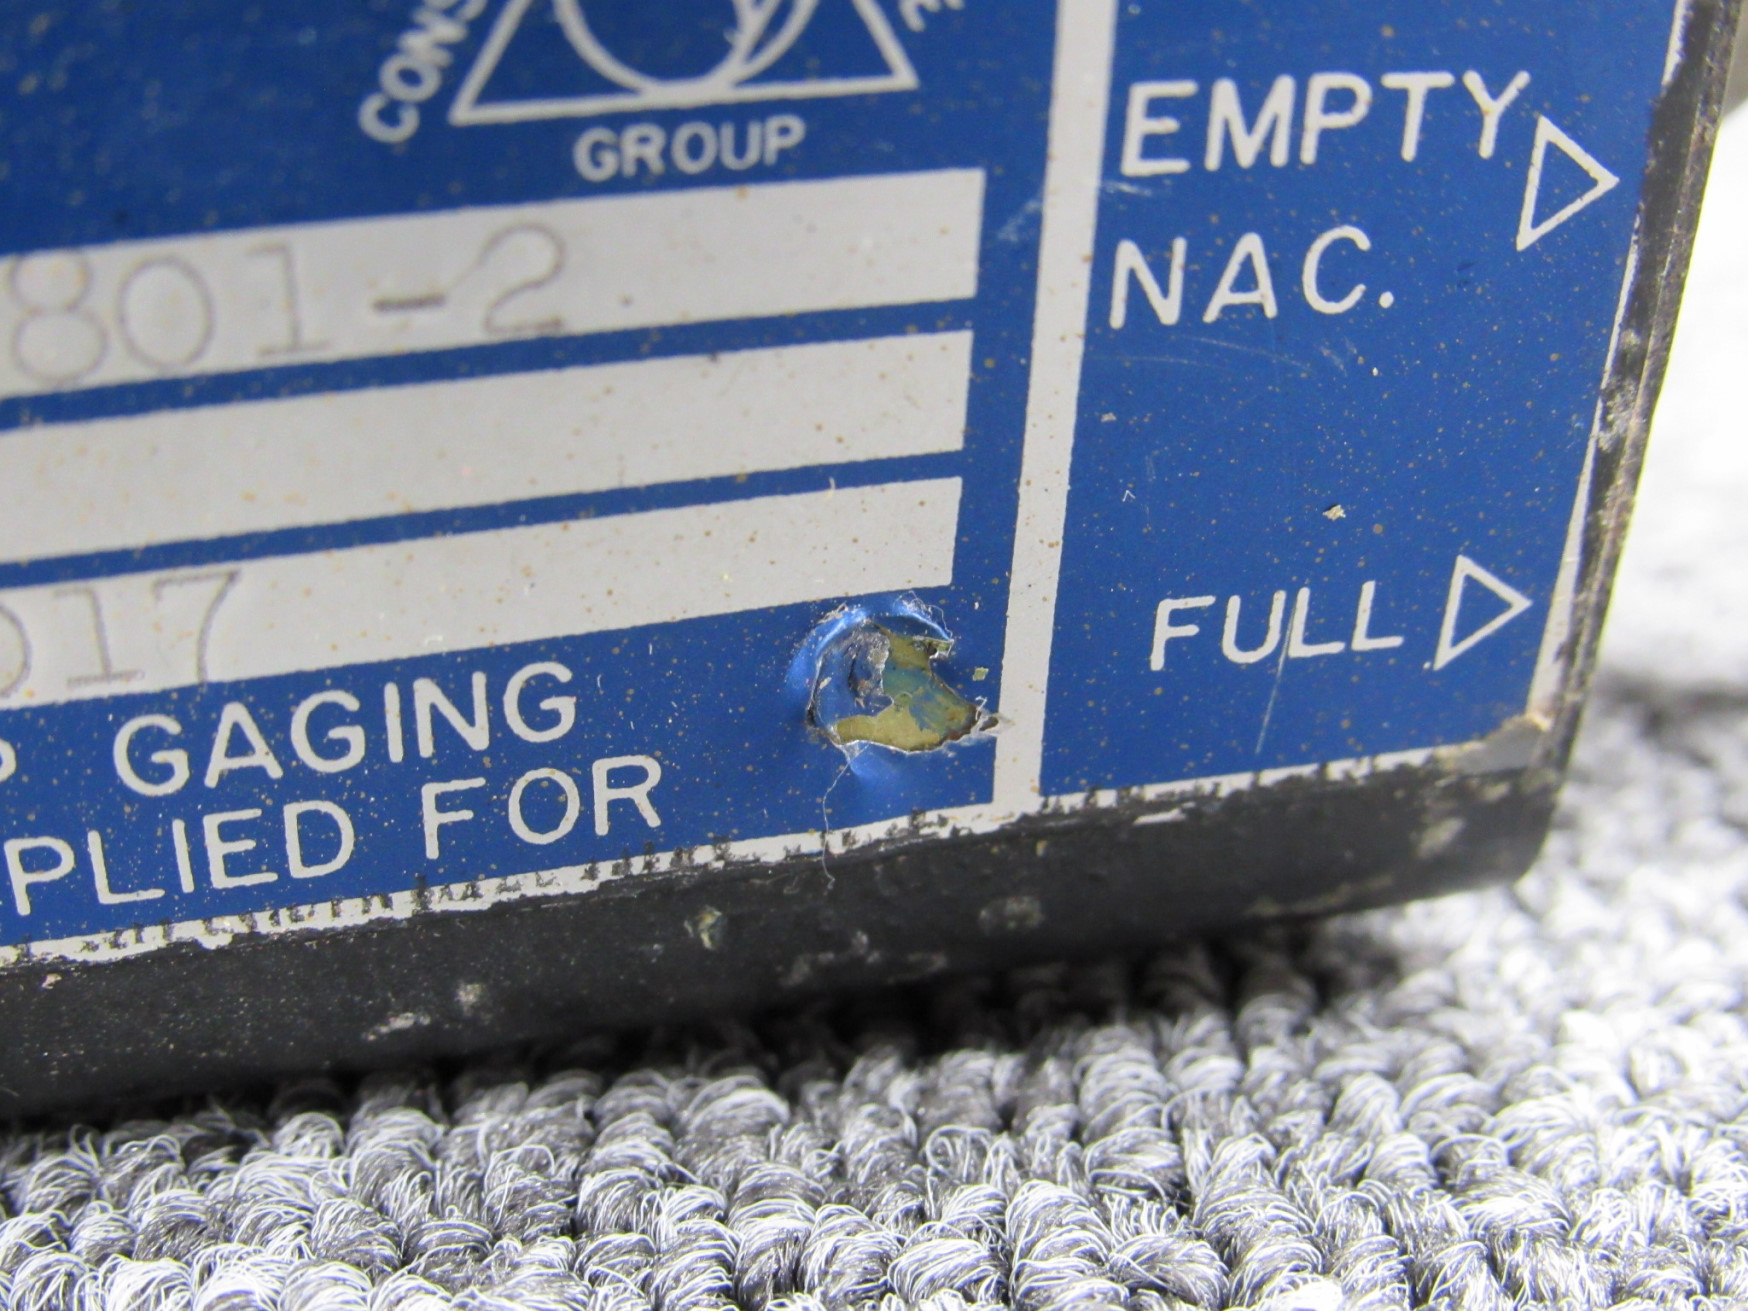 CONS
GROUP
801-2
017
GAGING
PLIED FOR
EMPTY
NAC.
FULL